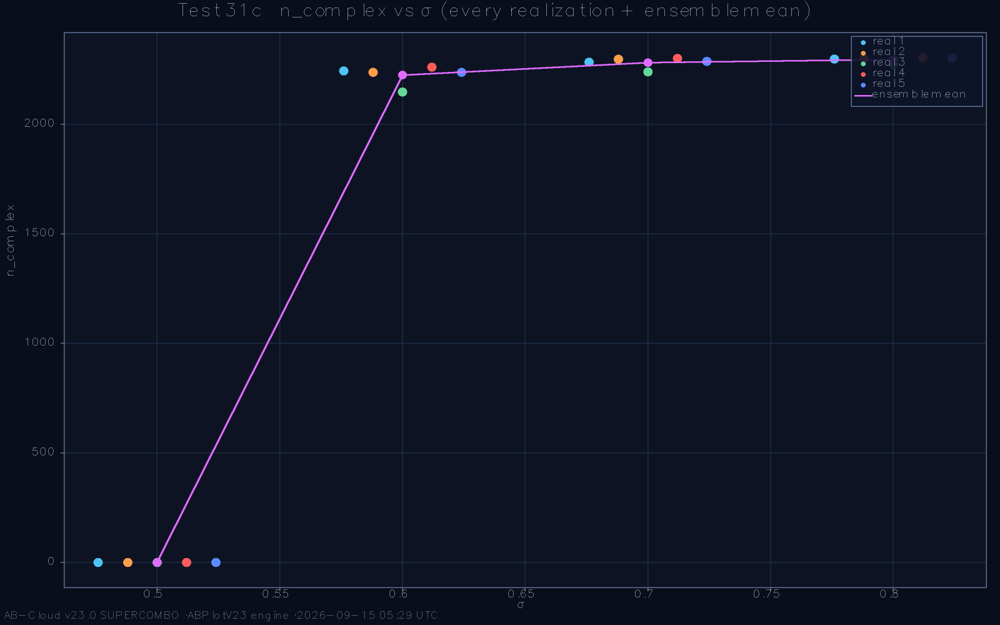 Test31c n_complex vs σ (every realization + ensemble mean)
real1
real2
real3
real4
real5
ensemble mean
2000
1500
1000
500
0
n_complex
0.5 0.55 0.6 0.65 0.7 0.75 0.8
σ
AB-Cloud v23.0 SUPERCOMBO · ABPlotV23 engine · 2026-09-15 05:29 UTC